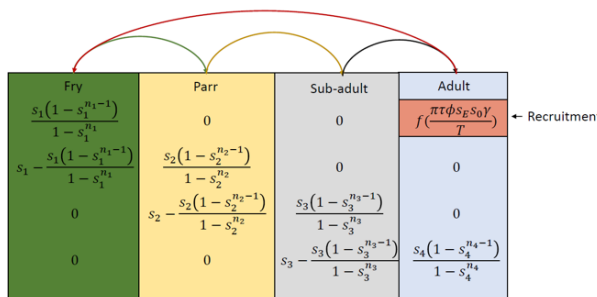 Fry Parr Sub-adult Adult
s₁(1 − s₁^(n₁−1)) / (1 − s₁^(n₁)) 0 0 f(πτϕs_E s₀γ / T) ← Recruitment
s₁ − s₁(1 − s₁^(n₁−1)) / (1 − s₁^(n₁)) s₂(1 − s₂^(n₂−1)) / (1 − s₂^(n₂)) 0 0
0 s₂ − s₂(1 − s₂^(n₂−1)) / (1 − s₂^(n₂)) s₃(1 − s₃^(n₃−1)) / (1 − s₃^(n₃)) 0
0 0 s₃ − s₃(1 − s₃^(n₃−1)) / (1 − s₃^(n₃)) s₄(1 − s₄^(n₄−1)) / (1 − s₄^(n₄))